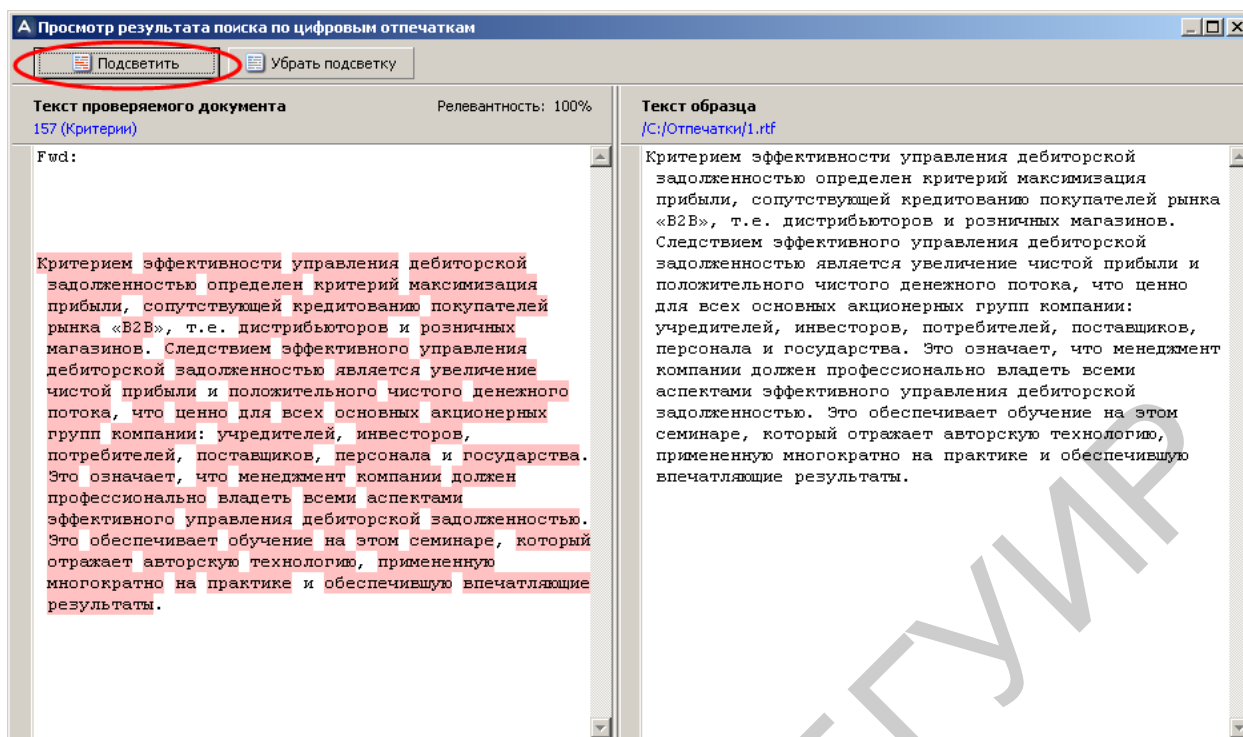 Просмотр результата поиска по цифровым отпечаткам
Подсветить
Убрать подсветку
Текст проверяемого документа
Релевантность: 100%
157 (Критерии)
Fwd:
Критерием эффективности управления дебиторской
задолженностью определен критерий максимизация
прибыли, сопутствующей кредитованию покупателей
рынка «B2B», т.е. дистрибьюторов и розничных
магазинов. Следствием эффективного управления
дебиторской задолженностью является увеличение
чистой прибыли и положительного чистого денежного
потока, что ценно для всех основных акционерных
групп компании: учредителей, инвесторов,
потребителей, поставщиков, персонала и государства.
Это означает, что менеджмент компании должен
профессионально владеть всеми аспектами
эффективного управления дебиторской задолженностью.
Это обеспечивает обучение на этом семинаре, который
отражает авторскую технологию, примененную
многократно на практике и обеспечившую впечатляющие
результаты.
Текст образца
/C:/Отпечатки/1.rtf
Критерием эффективности управления дебиторской
задолженностью определен критерий максимизация
прибыли, сопутствующей кредитованию покупателей рынка
«B2B», т.е. дистрибьюторов и розничных магазинов.
Следствием эффективного управления дебиторской
задолженностью является увеличение чистой прибыли и
положительного чистого денежного потока, что ценно
для всех основных акционерных групп компании:
учредителей, инвесторов, потребителей, поставщиков,
персонала и государства. Это означает, что менеджмент
компании должен профессионально владеть всеми
аспектами эффективного управления дебиторской
задолженностью. Это обеспечивает обучение на этом
семинаре, который отражает авторскую технологию,
примененную многократно на практике и обеспечившую
впечатляющие результаты.
ГУИР